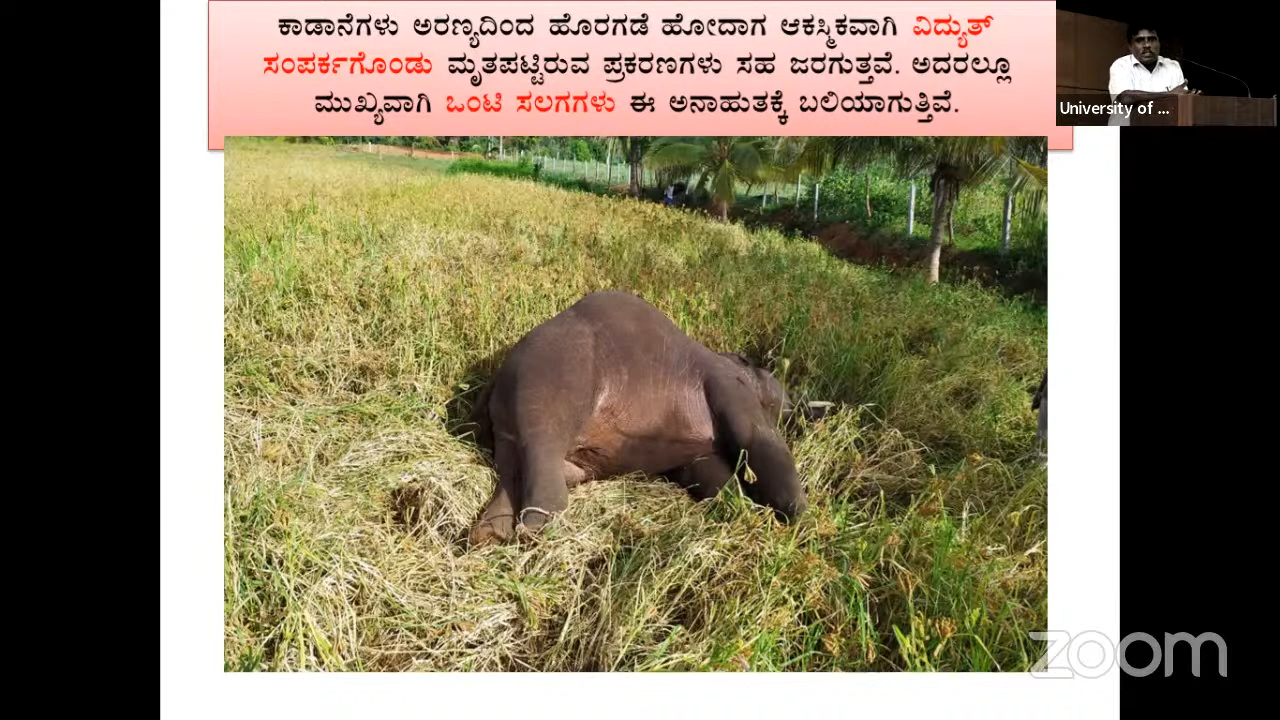 ಕಾಡಾನೆಗಳು ಅರಣ್ಯದಿಂದ ಹೊರಗಡೆ ಹೋದಾಗ ಆಕಸ್ಮಿಕವಾಗಿ ವಿದ್ಯುತ್
ಸಂಪರ್ಕಗೊಂಡು ಮೃತಪಟ್ಟಿರುವ ಪ್ರಕರಣಗಳು ಸಹ ಜರಗುತ್ತವೆ. ಅದರಲ್ಲೂ
ಮುಖ್ಯವಾಗಿ ಒಂಟಿ ಸಲಗಗಳು ಈ ಅನಾಹುತಕ್ಕೆ ಬಲಿಯಾಗುತ್ತಿವೆ.
University of ...
zoom